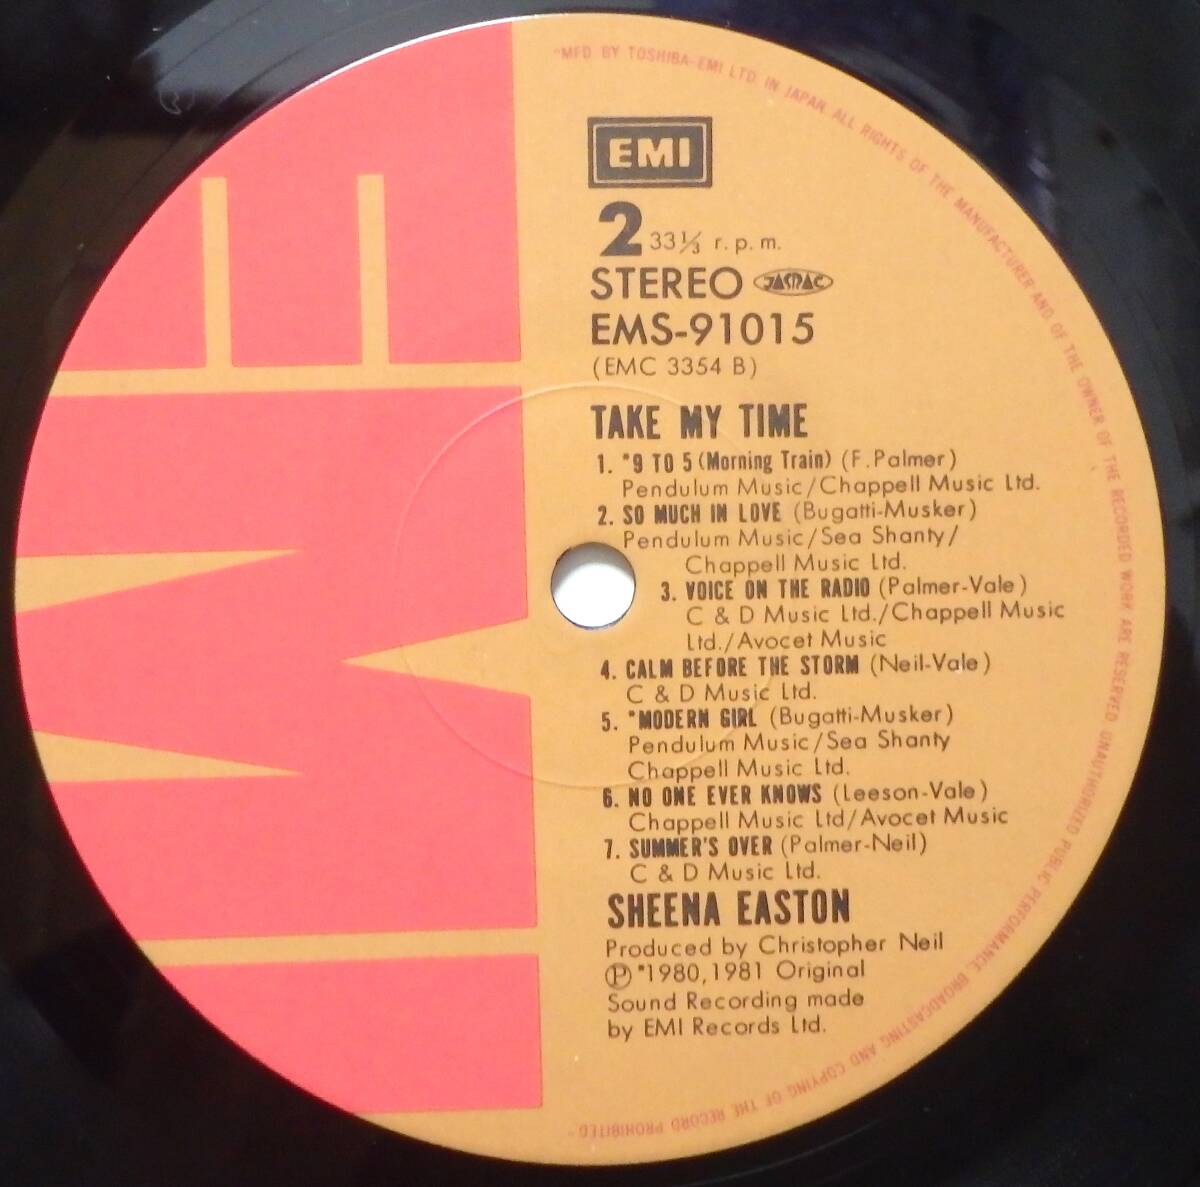 "MFD BY TOSHIBA-EMI LTD. IN JAPAN. ALL RIGHTS OF THE MANUFACTURER AND OF THE OWNER OF THE RECORDED WORK ARE RESERVED. UNAUTHORIZED PUBLIC PERFORMANCE, BROADCASTING AND COPYING OF THE RECORD PROHIBITED"
EMI
2 33 1/3 r.p.m.
STEREO JASRAC
EMS-91015
(EMC 3354 B)
TAKE MY TIME
1. *9 TO 5 (Morning Train) (F.Palmer)
Pendulum Music/Chappell Music Ltd.
2. SO MUCH IN LOVE (Bugatti-Musker)
Pendulum Music/Sea Shanty/
Chappell Music Ltd.
3. VOICE ON THE RADIO (Palmer-Vale)
C & D Music Ltd./Chappell Music
Ltd./Avocet Music
4. CALM BEFORE THE STORM (Neil-Vale)
C & D Music Ltd.
5. *MODERN GIRL (Bugatti-Musker)
Pendulum Music/Sea Shanty
Chappell Music Ltd.
6. NO ONE EVER KNOWS (Leeson-Vale)
Chappell Music Ltd/Avocet Music
7. SUMMER'S OVER (Palmer-Neil)
C & D Music Ltd.
SHEENA EASTON
Produced by Christopher Neil
℗ *1980, 1981 Original
Sound Recording made
by EMI Records Ltd.
EMI